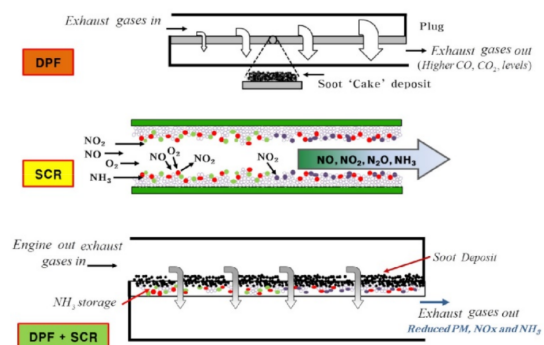 Exhaust gases in
Plug
DPF
Exhaust gases out
(Higher CO, CO2, levels)
Soot 'Cake' deposit
NO2
NO
O2
NH3
NO
O2
NO2
NO2
NO, NO2, N2O, NH3
SCR
Engine out exhaust
gases in
Soot Deposit
NH3 storage
Exhaust gases out
Reduced PM, NOx and NH3
DPF + SCR